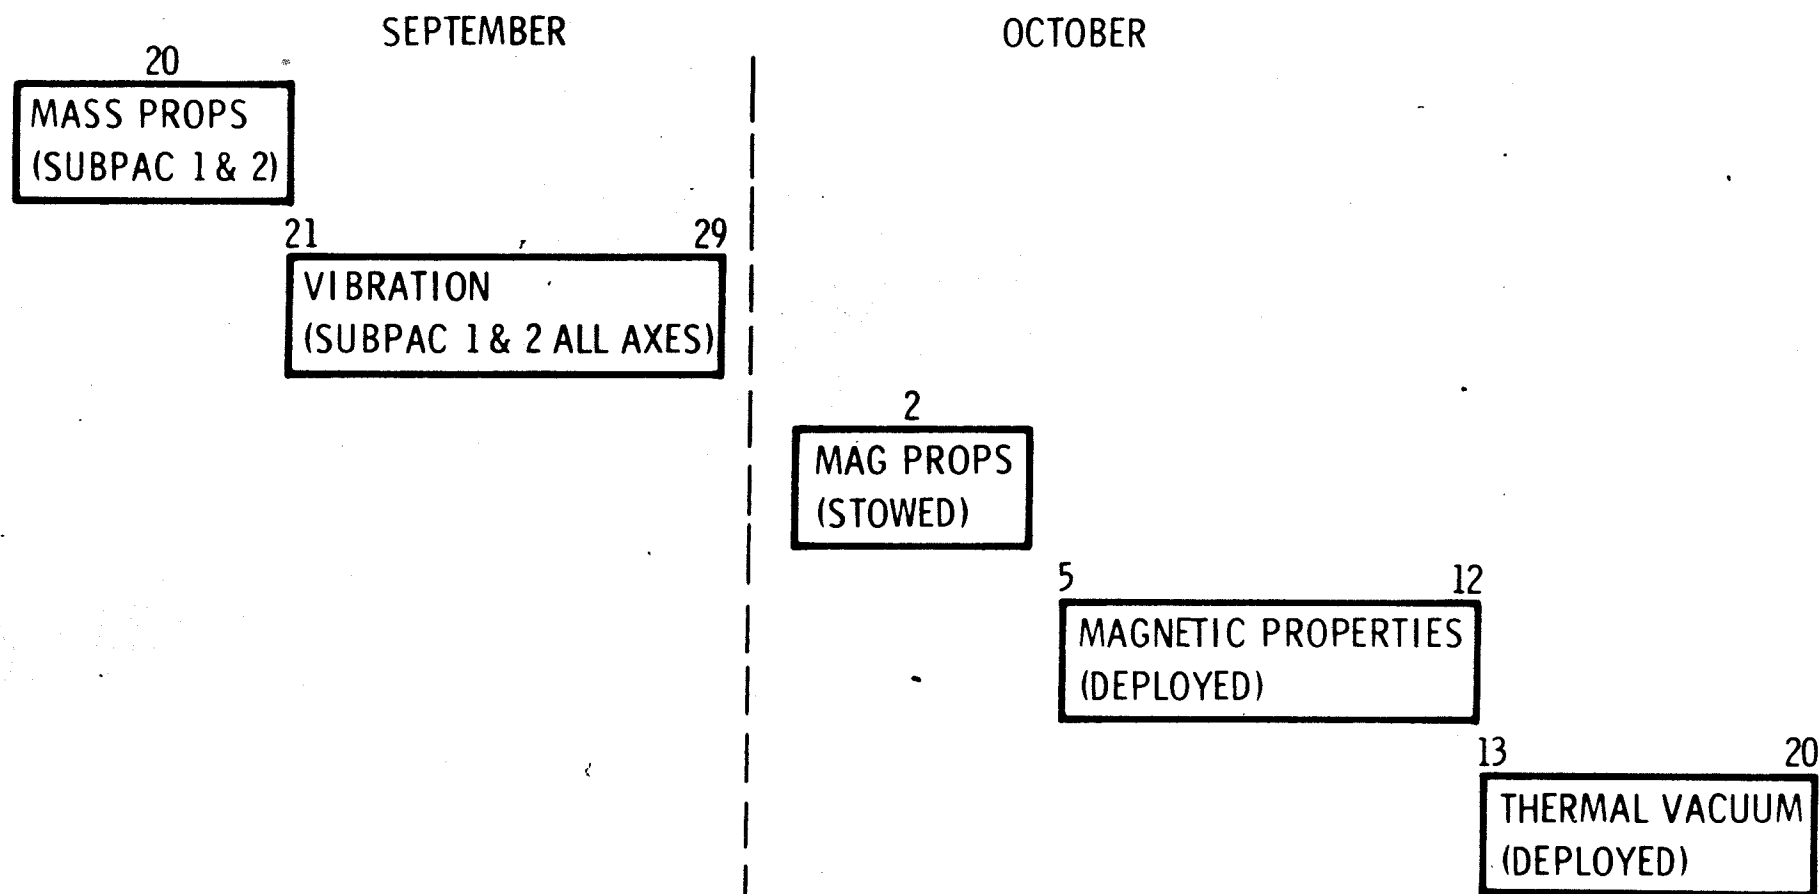 SEPTEMBER
OCTOBER
20
MASS PROPS
(SUBPAC 1 & 2)
21 29
VIBRATION
(SUBPAC 1 & 2 ALL AXES)
2
MAG PROPS
(STOWED)
5 12
MAGNETIC PROPERTIES
(DEPLOYED)
13 20
THERMAL VACUUM
(DEPLOYED)